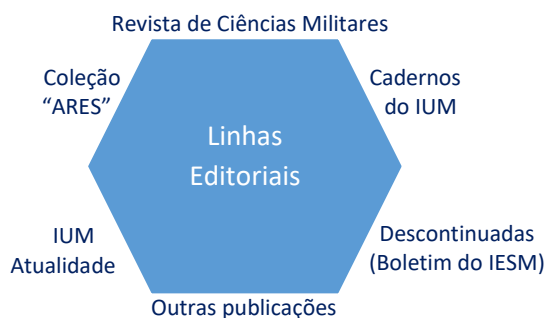 Revista de Ciências Militares
Coleção
“ARES”
Cadernos
do IUM
Linhas
Editoriais
IUM
Atualidade
Descontinuadas
(Boletim do IESM)
Outras publicações